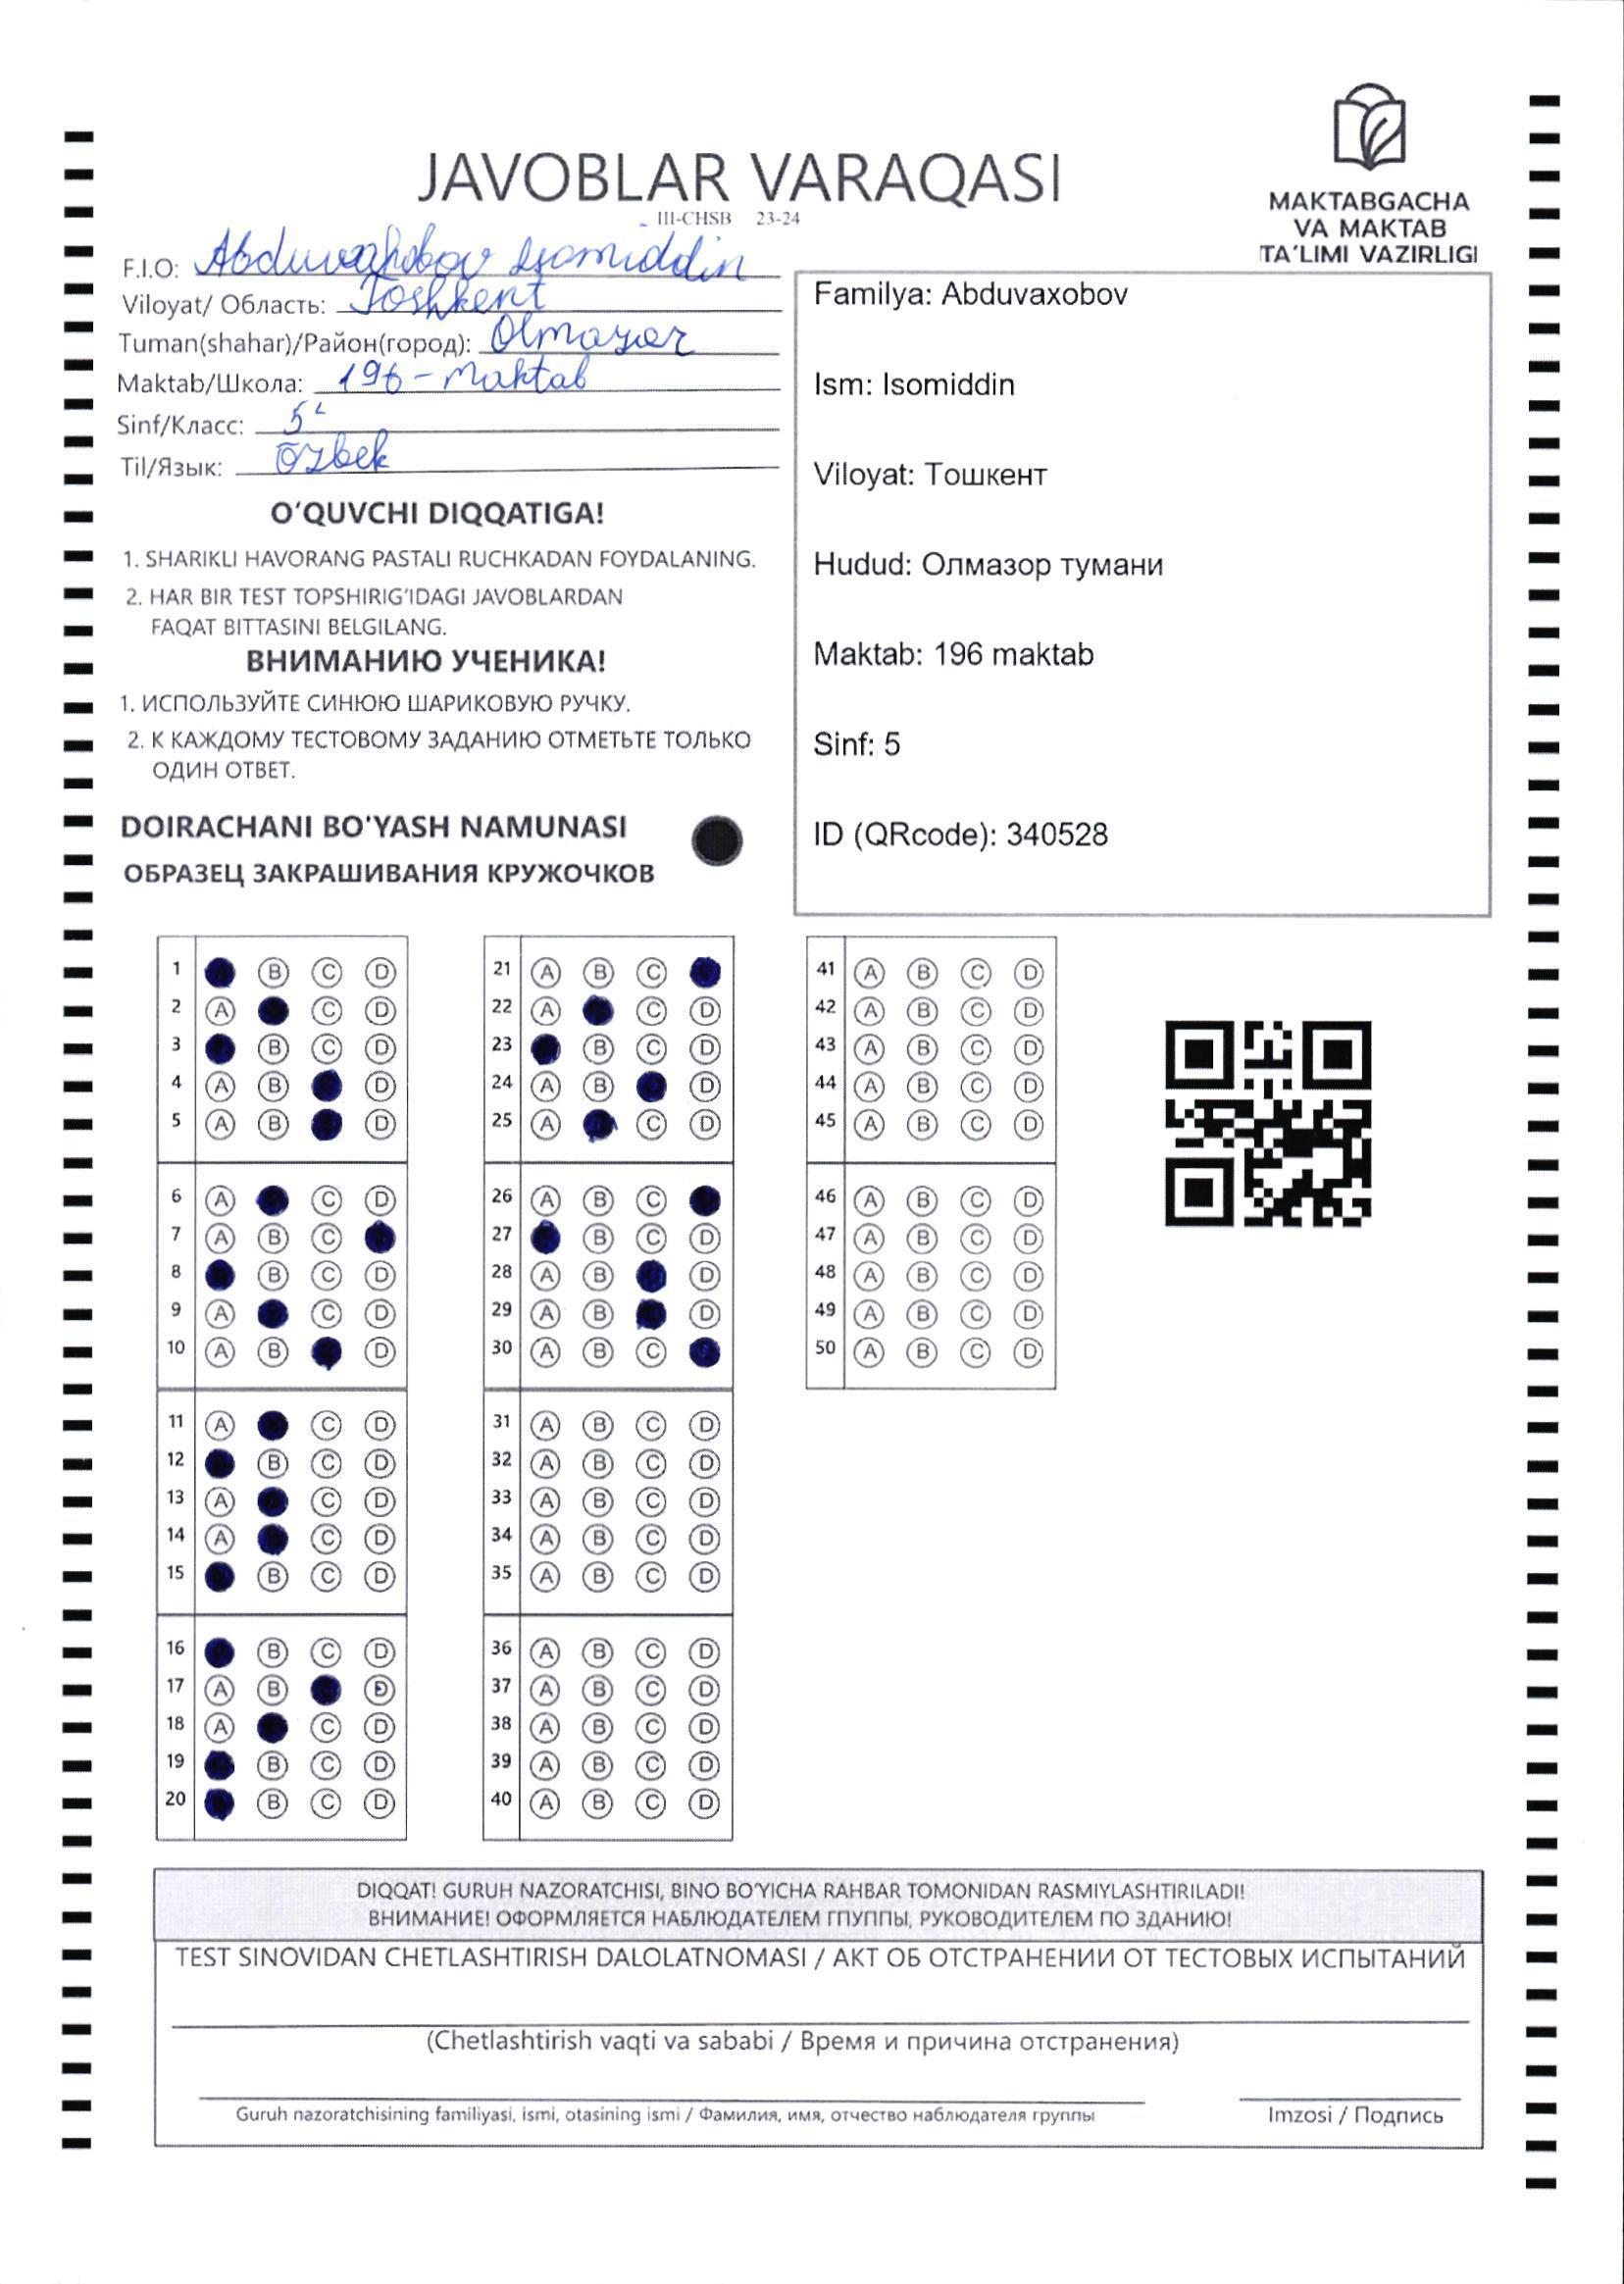 JAVOBLAR VARAQASI
III-CHSB 23-24
MAKTABGACHA
VA MAKTAB
TA'LIMI VAZIRLIGI
F.I.O: Abduvahobov Isomiddin
Viloyat/ Область: Toshkent
Tuman(shahar)/Район(город): Olmazor
Maktab/Школа: 196 - maktab
Sinf/Класс: 5
Til/Язык: Ōzbek
O'QUVCHI DIQQATIGA!
1. SHARIKLI HAVORANG PASTALI RUCHKADAN FOYDALANING.
2. HAR BIR TEST TOPSHIRIG'IDAGI JAVOBLARDAN
FAQAT BITTASINI BELGILANG.
ВНИМАНИЮ УЧЕНИКА!
1. ИСПОЛЬЗУЙТЕ СИНЮЮ ШАРИКОВУЮ РУЧКУ.
2. К КАЖДОМУ ТЕСТОВОМУ ЗАДАНИЮ ОТМЕТЬТЕ ТОЛЬКО
ОДИН ОТВЕТ.
DOIRACHANI BO'YASH NAMUNASI
ОБРАЗЕЦ ЗАКРАШИВАНИЯ КРУЖОЧКОВ
Familya: Abduvaxobov
Ism: Isomiddin
Viloyat: Тошкент
Hudud: Олмазор тумани
Maktab: 196 maktab
Sinf: 5
ID (QRcode): 340528
1 B C D
2 A C D
3 B C D
4 A B D
5 A B D
6 A C D
7 A B C
8 B C D
9 A C D
10 A B D
11 A C D
12 B C D
13 A C D
14 A C D
15 B C D
16 B C D
17 A B D
18 A C D
19 B C D
20 B C D
21 A B C
22 A C D
23 B C D
24 A B D
25 A C D
26 A B C
27 B C D
28 A B D
29 A B D
30 A B C
31 A B C D
32 A B C D
33 A B C D
34 A B C D
35 A B C D
36 A B C D
37 A B C D
38 A B C D
39 A B C D
40 A B C D
41 A B C D
42 A B C D
43 A B C D
44 A B C D
45 A B C D
46 A B C D
47 A B C D
48 A B C D
49 A B C D
50 A B C D
DIQQAT! GURUH NAZORATCHISI, BINO BO'YICHA RAHBAR TOMONIDAN RASMIYLASHTIRILADI!
ВНИМАНИЕ! ОФОРМЛЯЕТСЯ НАБЛЮДАТЕЛЕМ ГПУППЫ, РУКОВОДИТЕЛЕМ ПО ЗДАНИЮ!
TEST SINOVIDAN CHETLASHTIRISH DALOLATNOMASI / АКТ ОБ ОТСТРАНЕНИИ ОТ ТЕСТОВЫХ ИСПЫТАНИЙ
(Chetlashtirish vaqti va sababi / Время и причина отстранения)
Guruh nazoratchisining familiyasi, ismi, otasining ismi / Фамилия, имя, отчество наблюдателя группы
Imzosi / Подпись